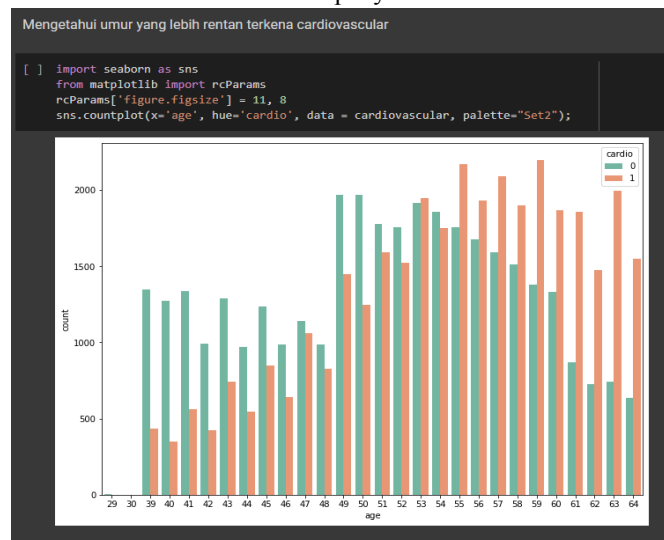 Mengetahui umur yang lebih rentan terkena cardiovascular
[ ] import seaborn as sns
from matplotlib import rcParams
rcParams['figure.figsize'] = 11, 8
sns.countplot(x='age', hue='cardio', data = cardiovascular, palette="Set2");
cardio
0
1
2000
1500
1000
500
0
count
29 30 39 40 41 42 43 44 45 46 47 48 49 50 51 52 53 54 55 56 57 58 59 60 61 62 63 64
age